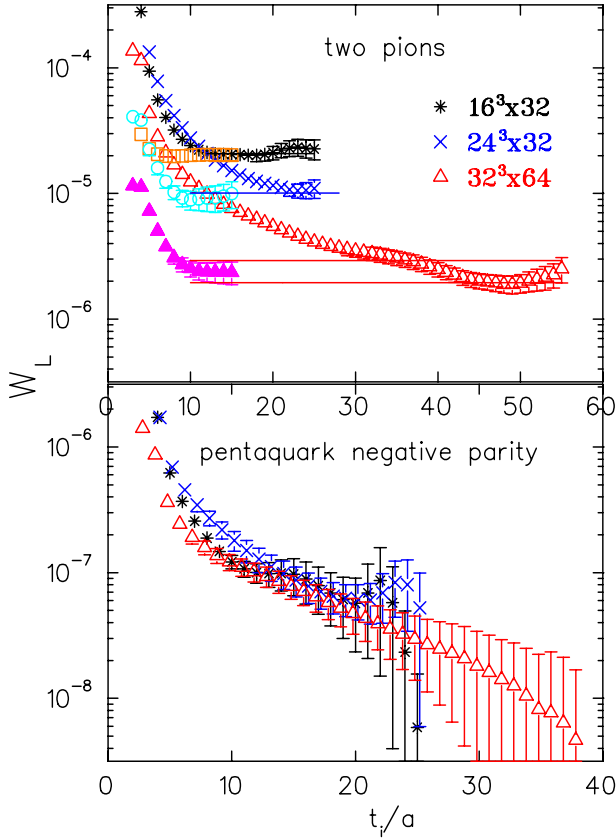 two pions
10⁻⁴
16³x32
24³x32
32³x64
10⁻⁵
10⁻⁶
W_L
0 10 20 30 40 50 60
pentaquark negative parity
10⁻⁶
10⁻⁷
10⁻⁸
0 10 20 30 40
t_i/a